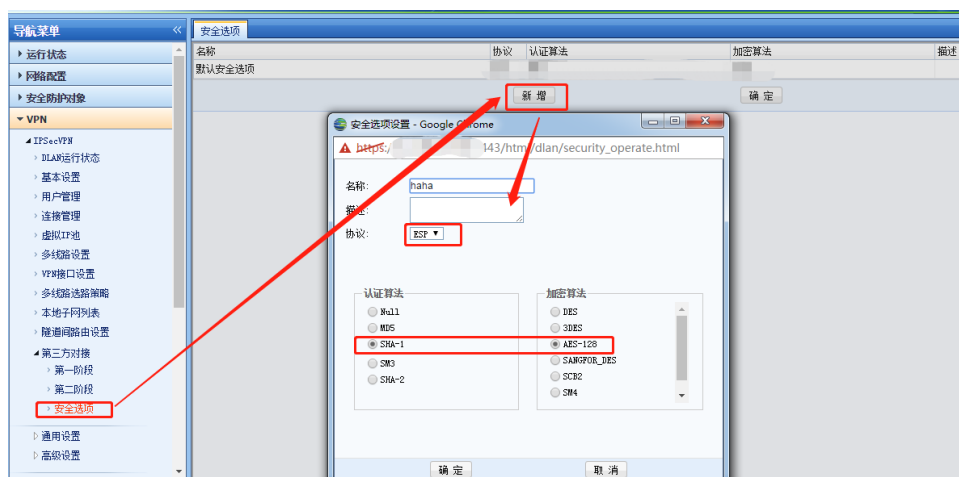 导航菜单
运行状态
网络配置
安全防护对象
VPN
IPSecVPN
DLAN运行状态
基本设置
用户管理
连接管理
虚拟IP池
多线路设置
VPN接口设置
多线路选路策略
本地子网列表
隧道间路由设置
第三方对接
第一阶段
第二阶段
安全选项
通用设置
高级设置
安全选项
名称 协议 认证算法 加密算法 描述
默认安全选项
新增 确定
安全选项设置 - Google Chrome
https:/ 443/html/dlan/security_operate.html
名称: haha
描述:
协议: ESP
认证算法
Null
MD5
SHA-1
SM3
SHA-2
加密算法
DES
3DES
AES-128
SANGFOR_DES
SCB2
SM4
确定 取消